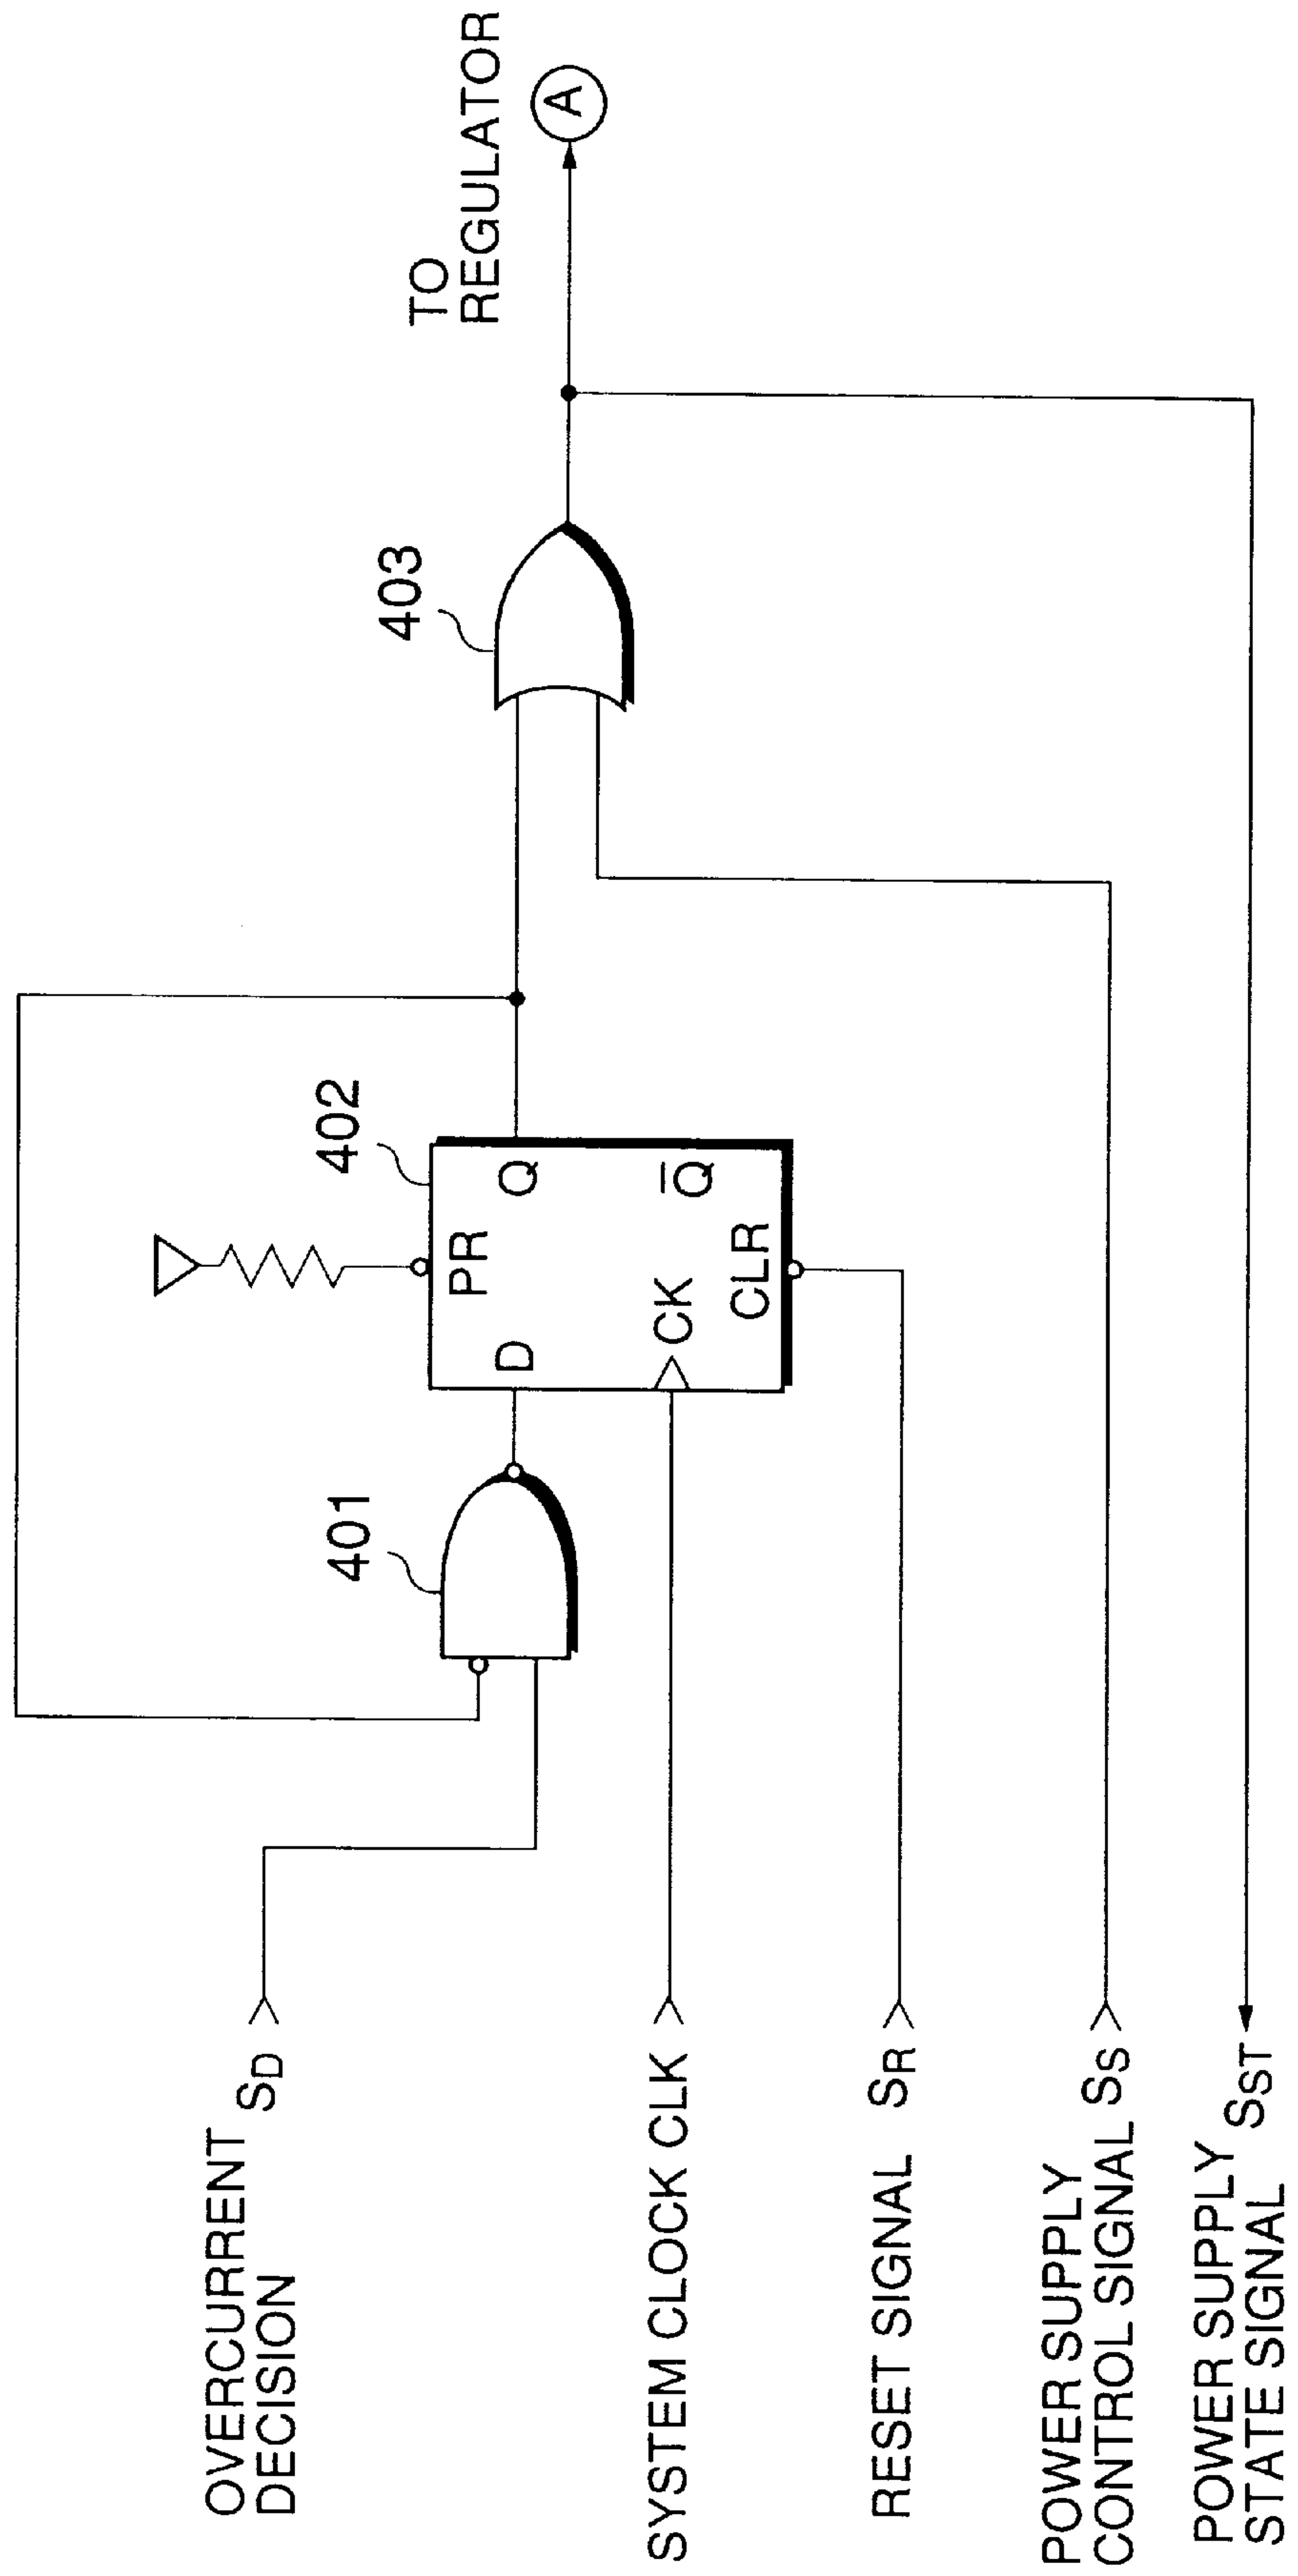 TO
REGULATOR
A
403
402
401
PR
D
Q
CK
Q̅
CLR
OVERCURRENT
DECISION SD
SYSTEM CLOCK CLK
RESET SIGNAL SR
POWER SUPPLY
CONTROL SIGNAL SS
POWER SUPPLY
STATE SIGNAL SST